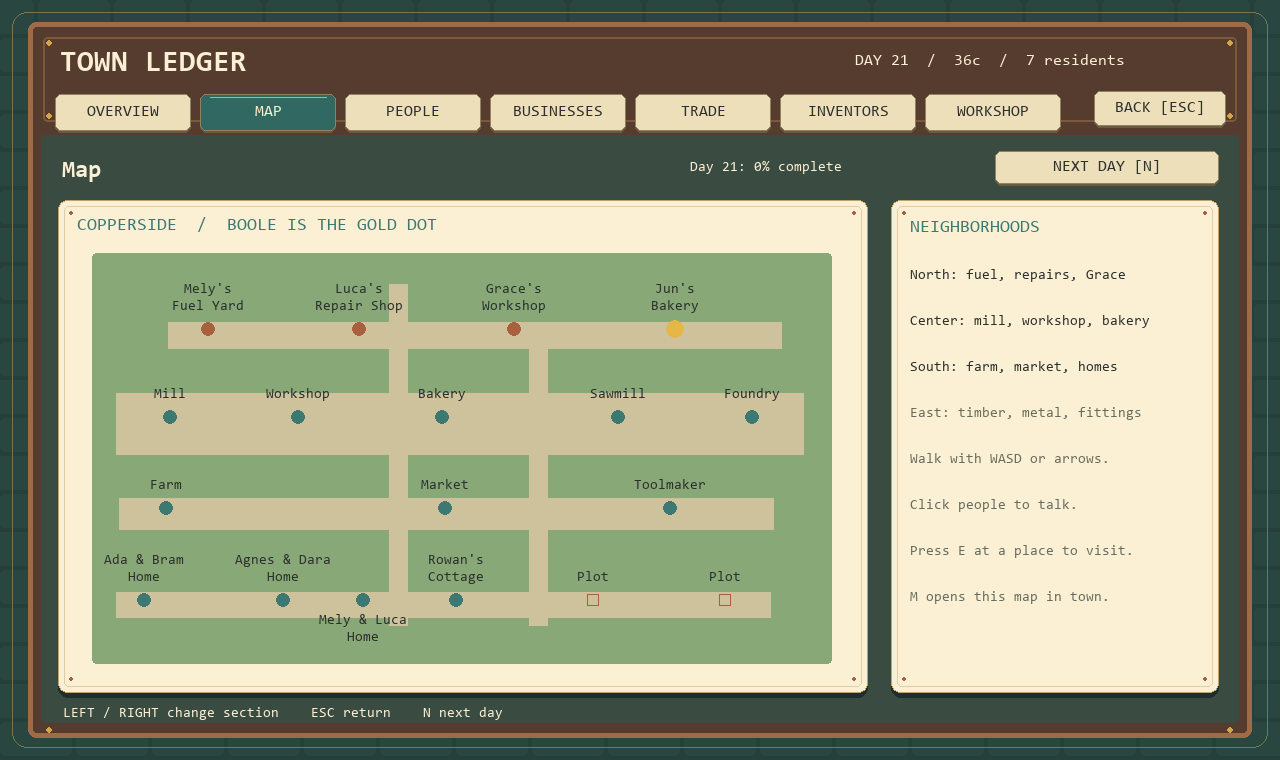 TOWN LEDGER
DAY 21 / 36c / 7 residents
OVERVIEW
MAP
PEOPLE
BUSINESSES
TRADE
INVENTORS
WORKSHOP
BACK [ESC]
Map
Day 21: 0% complete
NEXT DAY [N]
COPPERSIDE / BOOLE IS THE GOLD DOT
Mely's
Fuel Yard
Luca's
Repair Shop
Grace's
Workshop
Jun's
Bakery
Mill
Workshop
Bakery
Sawmill
Foundry
Farm
Market
Toolmaker
Ada & Bram
Home
Agnes & Dara
Home
Mely & Luca
Home
Rowan's
Cottage
Plot
Plot
NEIGHBORHOODS
North: fuel, repairs, Grace
Center: mill, workshop, bakery
South: farm, market, homes
East: timber, metal, fittings
Walk with WASD or arrows.
Click people to talk.
Press E at a place to visit.
M opens this map in town.
LEFT / RIGHT change section ESC return N next day